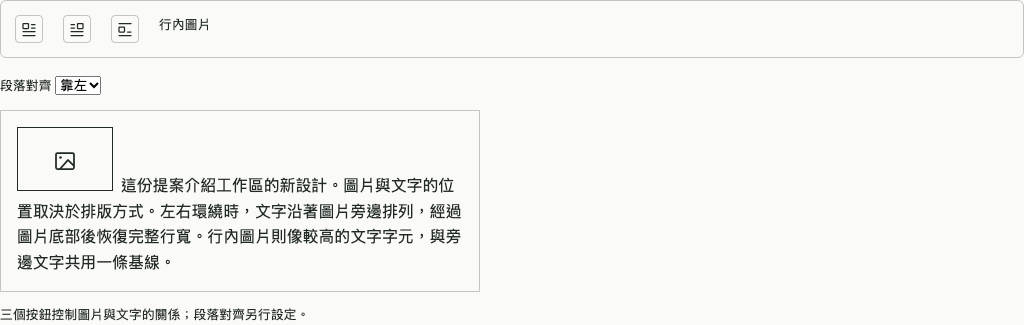 行內圖片
段落對齊 靠左
這份提案介紹工作區的新設計。圖片與文字的位
置取決於排版方式。左右環繞時，文字沿著圖片旁邊排列，經過
圖片底部後恢復完整行寬。行內圖片則像較高的文字字元，與旁
邊文字共用一條基線。
三個按鈕控制圖片與文字的關係；段落對齊另行設定。